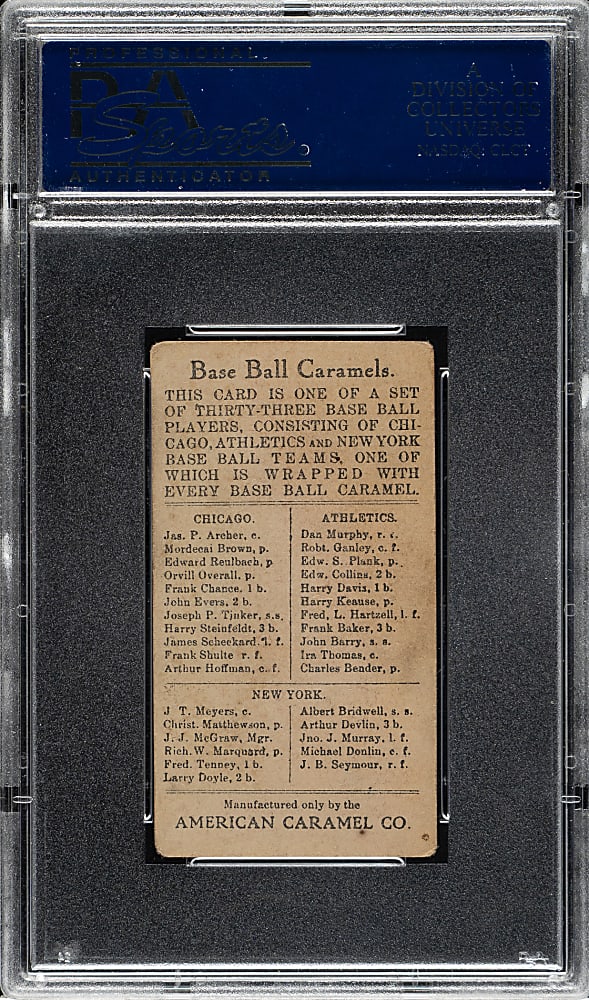 PROFESSIONAL
PSA
Sports
AUTHENTICATOR
A
DIVISION OF
COLLECTORS
UNIVERSE
NASDAQ: CLCT
Base Ball Caramels.
THIS CARD IS ONE OF A SET
OF THIRTY-THREE BASE BALL
PLAYERS, CONSISTING OF CHI-
CAGO, ATHLETICS AND NEW YORK
BASE BALL TEAMS, ONE OF
WHICH IS WRAPPED WITH
EVERY BASE BALL CARAMEL.
CHICAGO.
Jas. P. Archer, c.
Mordecai Brown, p.
Edward Reulbach, p
Orvill Overall, p.
Frank Chance, 1 b.
John Evers, 2 b.
Joseph P. Tinker, s.s.
Harry Steinfeldt, 3 b.
James Scheckard, l. f.
Frank Shulte r. f.
Arthur Hoffman, c. f.
ATHLETICS.
Dan Murphy, r. f.
Robt. Ganley, c. f.
Edw. S. Plank, p.
Edw. Collins, 2 b.
Harry Davis, 1 b.
Harry Keause, p.
Fred, L. Hartzell, l. f.
Frank Baker, 3 b.
John Barry, s. s.
Ira Thomas, c.
Charles Bender, p.
NEW YORK.
J T. Meyers, c.
Christ. Matthewson, p.
J. J. McGraw, Mgr.
Rich. W. Marquard, p.
Fred. Tenney, 1 b.
Larry Doyle, 2 b.
Albert Bridwell, s. s.
Arthur Devlin, 3 b.
Jno. J. Murray, l. f.
Michael Donlin, c. f.
J. B. Seymour, r. f.
Manufactured only by the
AMERICAN CARAMEL CO.